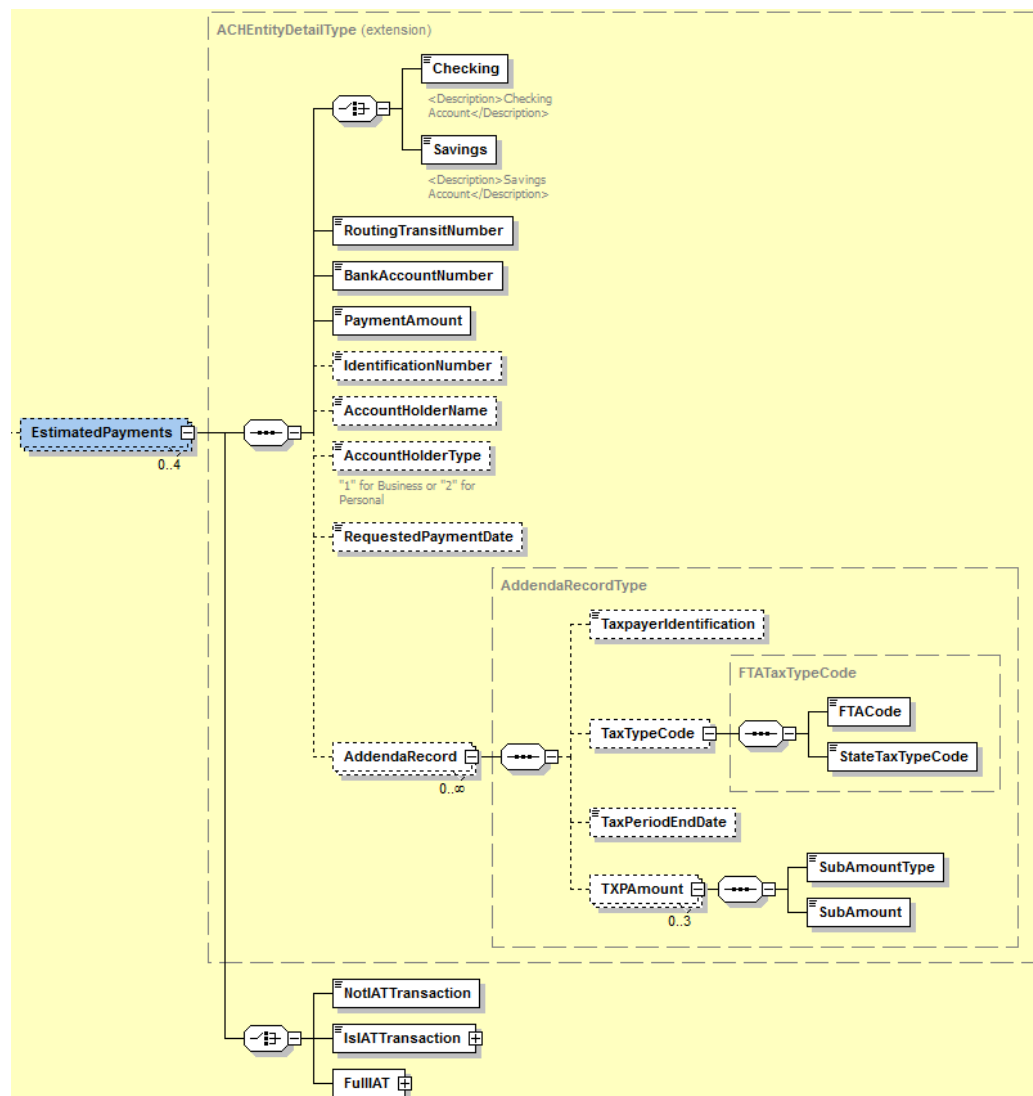 ACHEntityDetailType (extension)
Checking
<Description>Checking
Account</Description>
Savings
<Description>Savings
Account</Description>
RoutingTransitNumber
BankAccountNumber
PaymentAmount
IdentificationNumber
AccountHolderName
EstimatedPayments
0..4
AccountHolderType
"1" for Business or "2" for
Personal
RequestedPaymentDate
AddendaRecordType
TaxpayerIdentification
FTATaxTypeCode
FTACode
TaxTypeCode
StateTaxTypeCode
AddendaRecord
0..∞
TaxPeriodEndDate
SubAmountType
TXPAmount
0..3
SubAmount
NotIATTransaction
IsIATTransaction
FullIAT